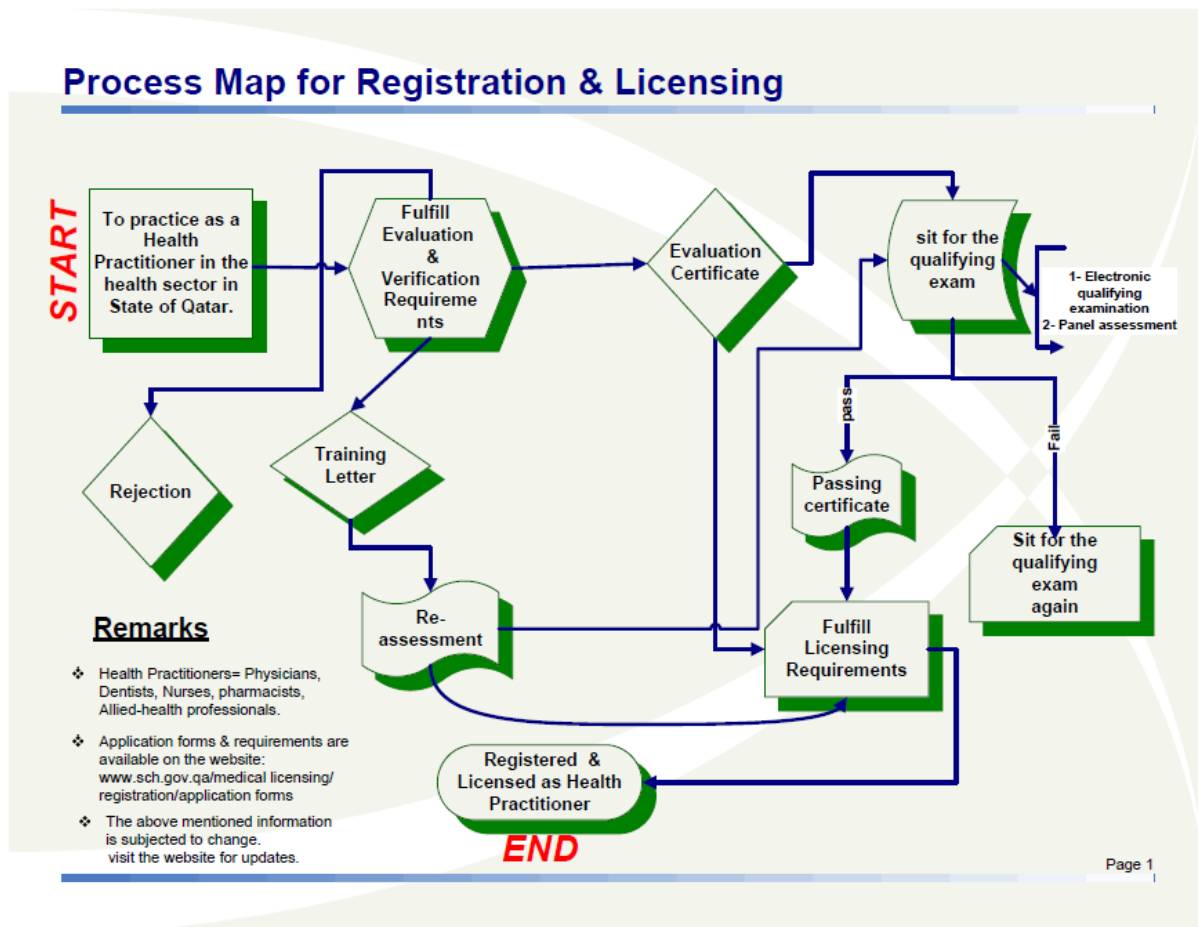 Process Map for Registration & Licensing
START
To practice as a
Health
Practitioner in the
health sector in
State of Qatar.
Fulfill
Evaluation
&
Verification
Requireme
nts
Evaluation
Certificate
sit for the
qualifying
exam
1- Electronic
qualifying
examination
2- Panel assessment
pass
Fail
Rejection
Training
Letter
Passing
certificate
Sit for the
qualifying
exam
again
Re-
assessment
Fulfill
Licensing
Requirements
Registered &
Licensed as Health
Practitioner
END
Remarks
❖ Health Practitioners= Physicians,
Dentists, Nurses, pharmacists,
Allied-health professionals.
❖ Application forms & requirements are
available on the website:
www.sch.gov.qa/medical licensing/
registration/application forms
❖ The above mentioned information
is subjected to change.
visit the website for updates.
Page 1